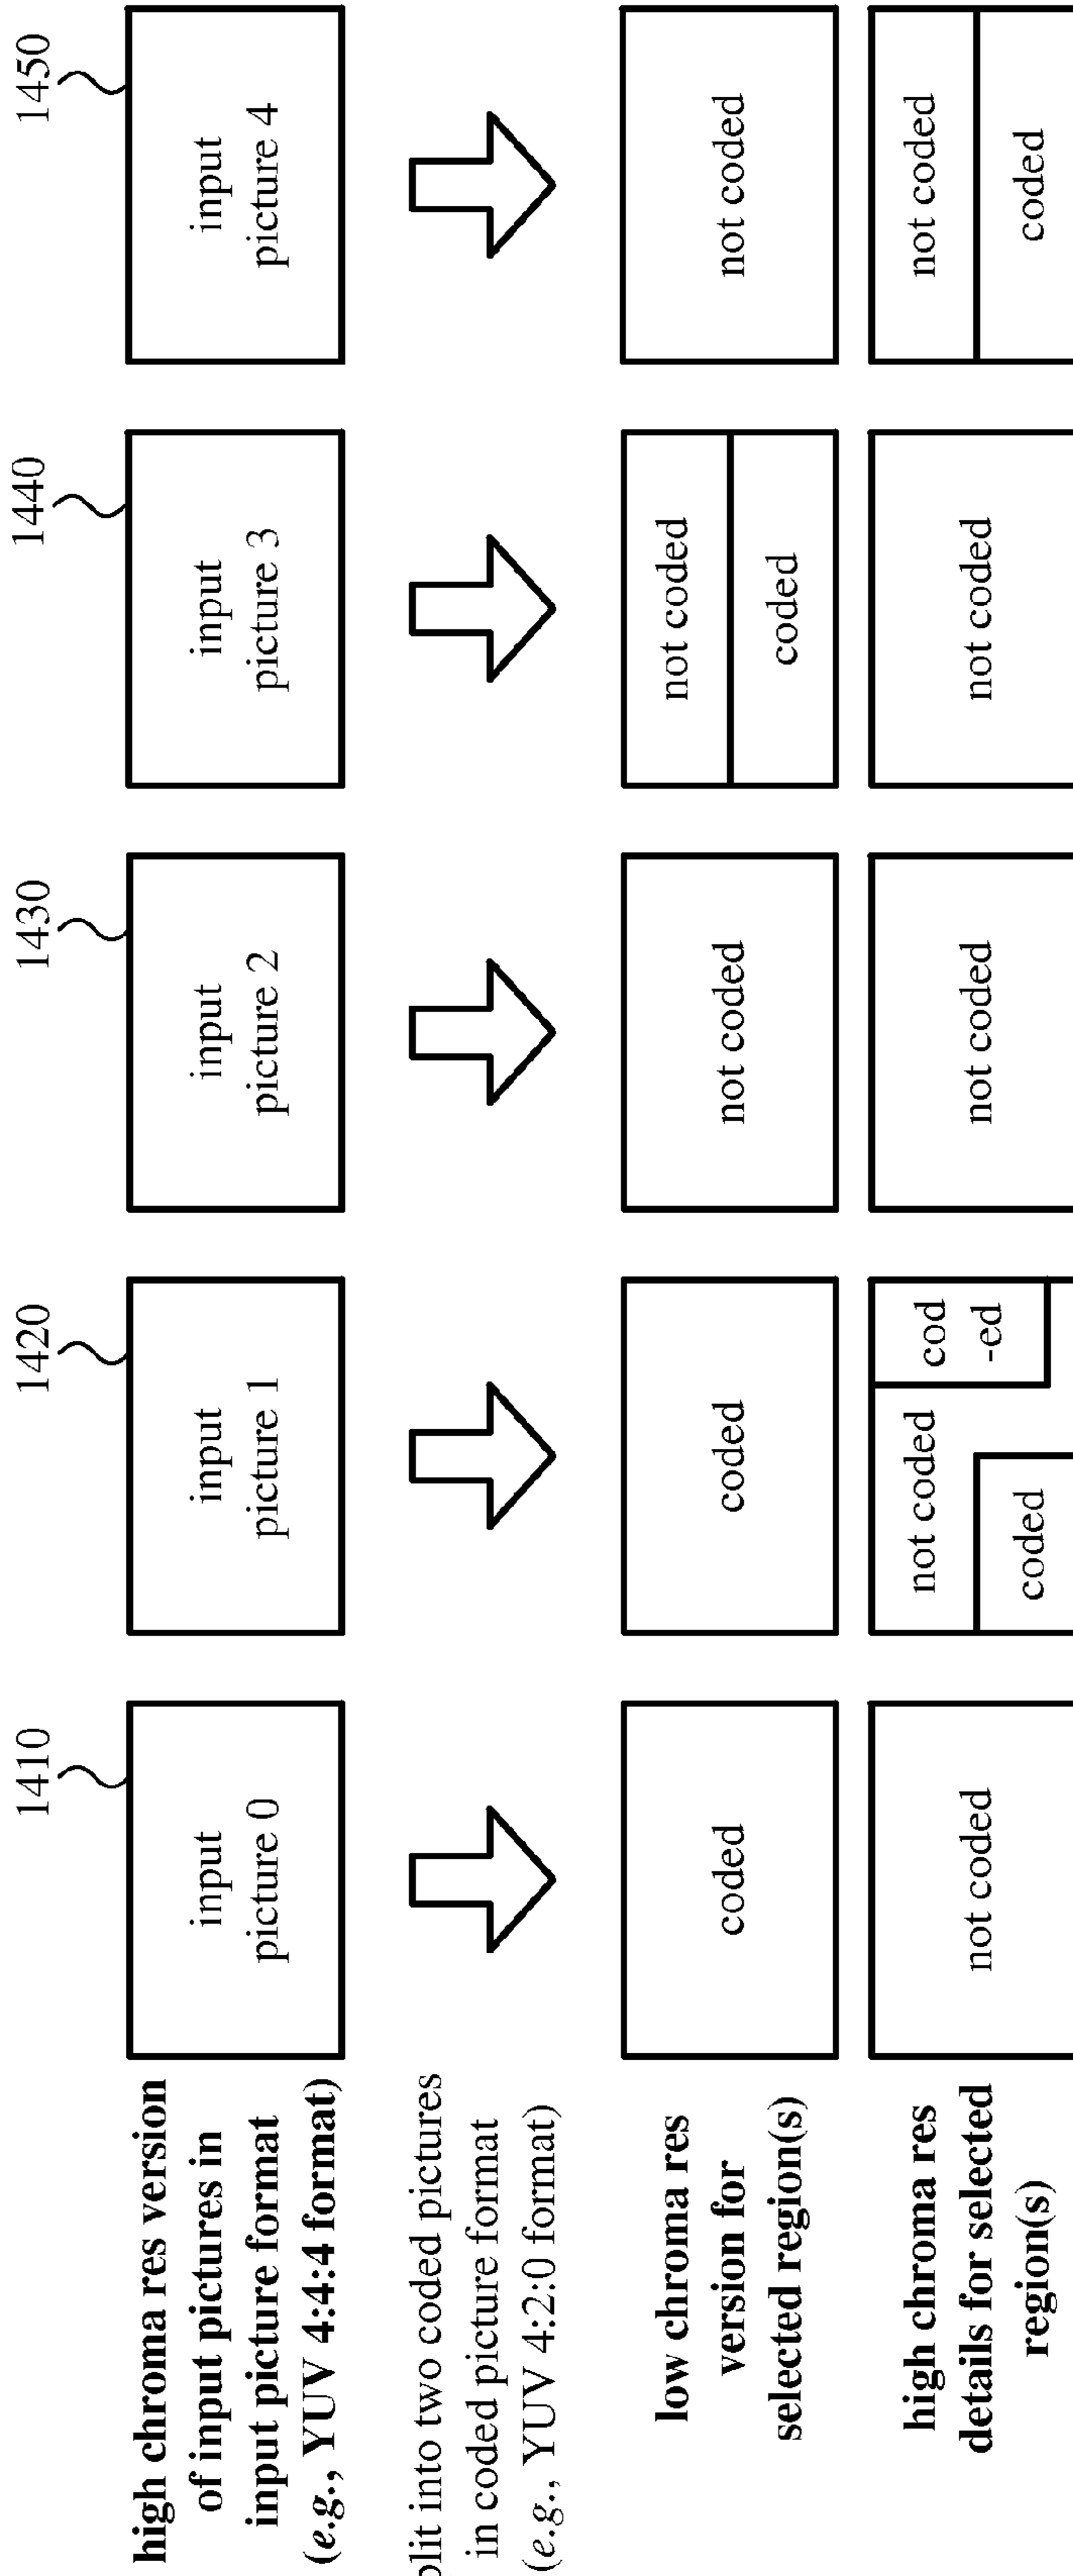 1410
1420
1430
1440
1450
high chroma res version
of input pictures in
input picture format
(e.g., YUV 4:4:4 format)
input
picture 0
input
picture 1
input
picture 2
input
picture 3
input
picture 4
plit into two coded pictures
in coded picture format
(e.g., YUV 4:2:0 format)
low chroma res
version for
selected region(s)
coded
coded
not coded
not coded
coded
not coded
high chroma res
details for selected
region(s)
not coded
not coded
coded
cod
-ed
not coded
not coded
not coded
coded